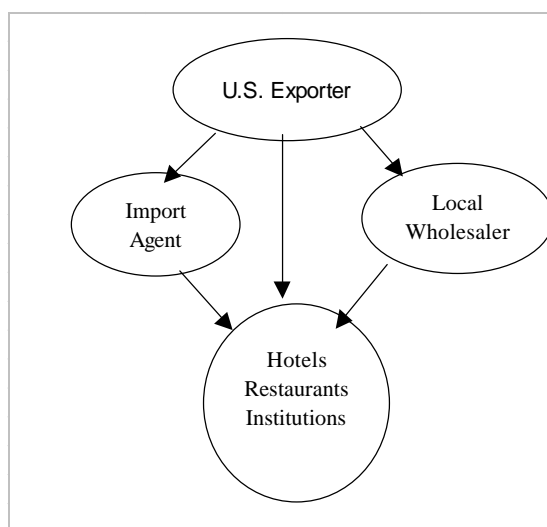 U.S. Exporter
Import
Agent
Local
Wholesaler
Hotels
Restaurants
Institutions